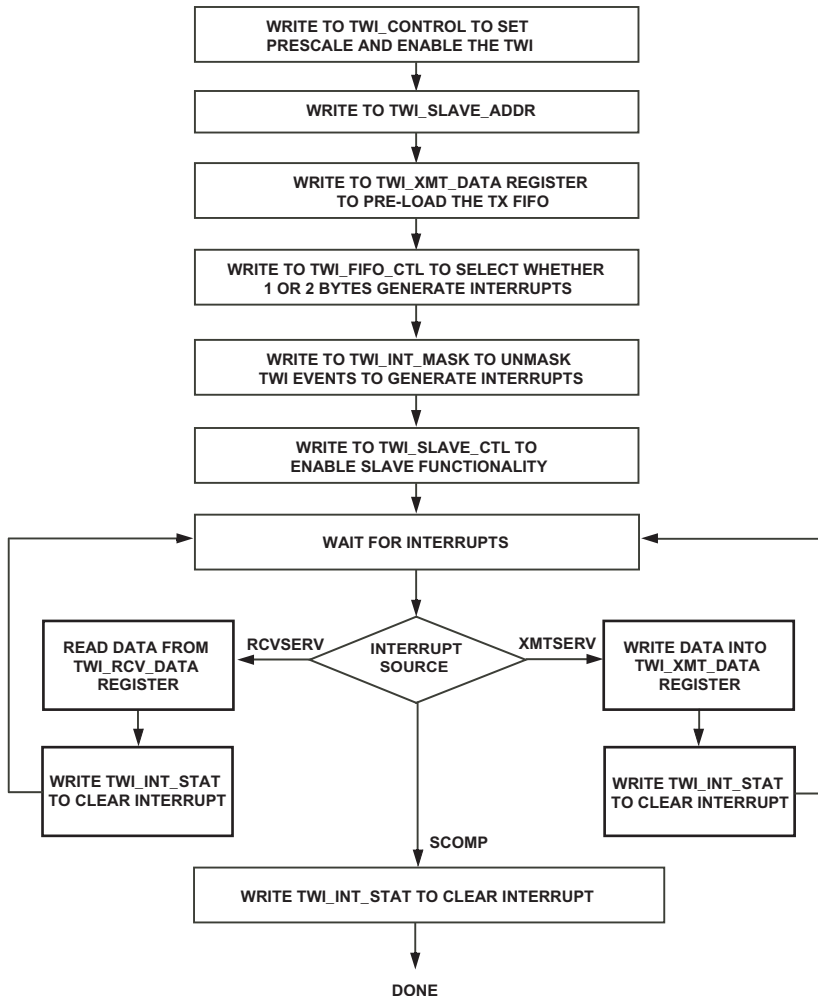 WRITE TO TWI_CONTROL TO SET
PRESCALE AND ENABLE THE TWI
WRITE TO TWI_SLAVE_ADDR
WRITE TO TWI_XMT_DATA REGISTER
TO PRE-LOAD THE TX FIFO
WRITE TO TWI_FIFO_CTL TO SELECT WHETHER
1 OR 2 BYTES GENERATE INTERRUPTS
WRITE TO TWI_INT_MASK TO UNMASK
TWI EVENTS TO GENERATE INTERRUPTS
WRITE TO TWI_SLAVE_CTL TO
ENABLE SLAVE FUNCTIONALITY
WAIT FOR INTERRUPTS
INTERRUPT
SOURCE
RCVSERV
READ DATA FROM
TWI_RCV_DATA
REGISTER
WRITE TWI_INT_STAT
TO CLEAR INTERRUPT
XMTSERV
WRITE DATA INTO
TWI_XMT_DATA
REGISTER
WRITE TWI_INT_STAT
TO CLEAR INTERRUPT
SCOMP
WRITE TWI_INT_STAT TO CLEAR INTERRUPT
DONE